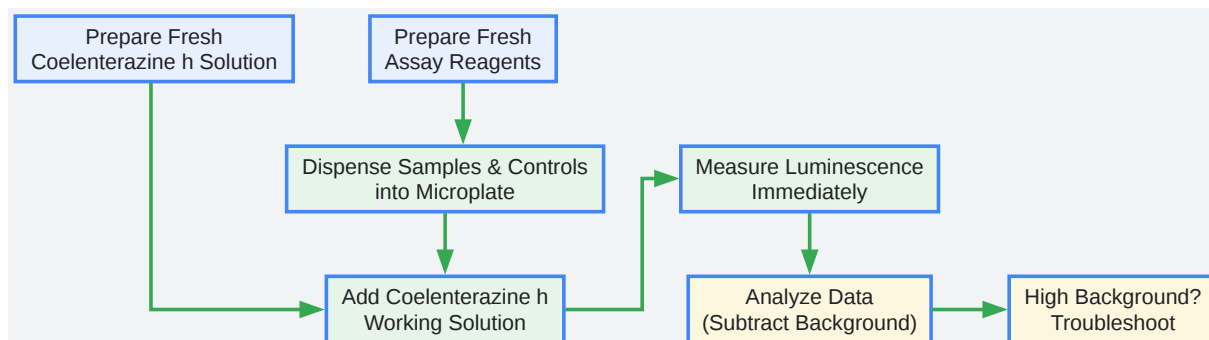 Prepare Fresh
Coelenterazine h Solution
Prepare Fresh
Assay Reagents
Dispense Samples & Controls
into Microplate
Measure Luminescence
Immediately
Add Coelenterazine h
Working Solution
Analyze Data
(Subtract Background)
High Background?
Troubleshoot